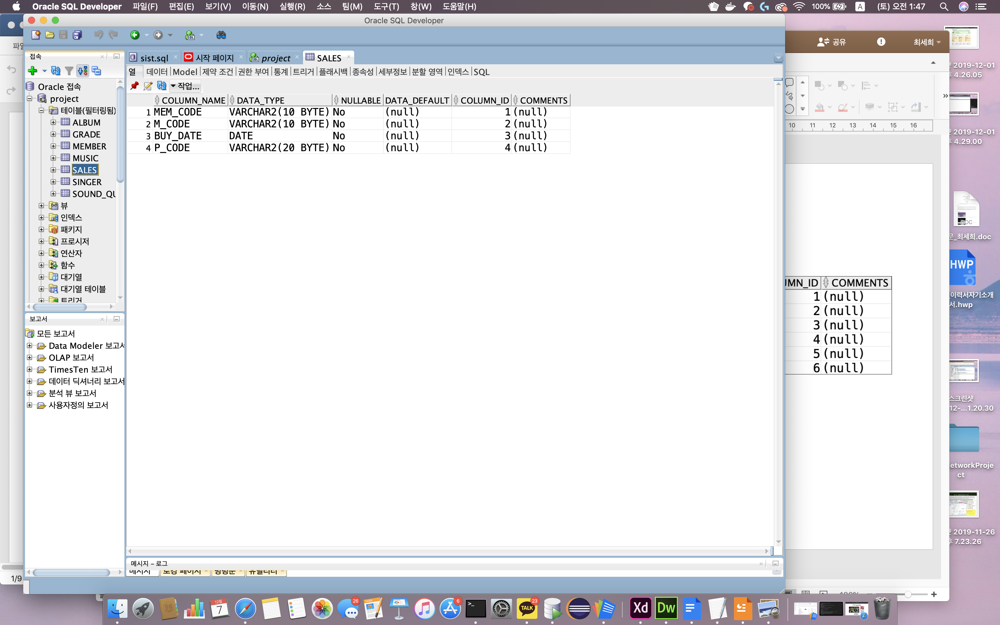 Oracle SQL Developer 파일(F) 편집(E) 보기(V) 이동(N) 실행(R) 소스 팀(M) 도구(T) 창(W) 도움말(H) 100% A (토) 오전 1:47
Oracle SQL Developer
공유 최세희
접속
sist.sql 시작 페이지 project SALES
열 데이터 Model 제약 조건 권한 부여 통계 트리거 플래시백 종속성 세부정보 분할 영역 인덱스 SQL
작업...
COLUMN_NAME DATA_TYPE NULLABLE DATA_DEFAULT COLUMN_ID COMMENTS
1 MEM_CODE VARCHAR2(10 BYTE) No (null) 1 (null)
2 M_CODE VARCHAR2(10 BYTE) No (null) 2 (null)
3 BUY_DATE DATE No (null) 3 (null)
4 P_CODE VARCHAR2(20 BYTE) No (null) 4 (null)
Oracle 접속
project
테이블(필터링됨)
ALBUM
GRADE
MEMBER
MUSIC
SALES
SINGER
SOUND_QU
뷰
인덱스
패키지
프로시저
연산자
함수
대기열
대기열 테이블
트리거
보고서
모든 보고서
Data Modeler 보고서
OLAP 보고서
TimesTen 보고서
데이터 딕셔너리 보고서
분석 뷰 보고서
사용자정의 보고서
메시지 - 로그
메시지 로깅 페이지 명령문 유틸리티
1/9
10 11 12 13 14 15 16
UMN_ID COMMENTS
1 (null)
2 (null)
3 (null)
4 (null)
5 (null)
6 (null)
2019-12-01
4.26.05
2019-12-01
4.29.00
DOC
문_최세희.doc
HWP
이력서자기소개
서.hwp
스크린샷
12-...1.20.30
etworkProje
ct
2019-11-26
7.23.26
12월
7
26
6
TALK
23
Xd
Dw